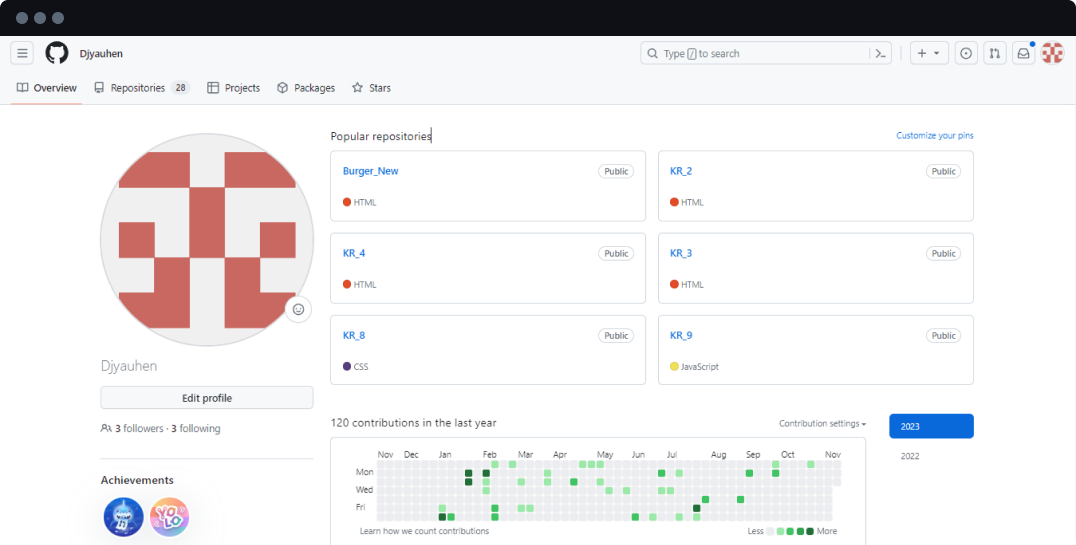 Djyauhen
Type / to search
Overview
Repositories 28
Projects
Packages
Stars
Popular repositories
Customize your pins
Burger_New Public
HTML
KR_2 Public
HTML
KR_4 Public
HTML
KR_3 Public
HTML
KR_8 Public
CSS
KR_9 Public
JavaScript
Djyauhen
Edit profile
3 followers · 3 following
Achievements
YOLO
120 contributions in the last year
Contribution settings
2023
2022
Nov Dec Jan Feb Mar Apr May Jun Jul Aug Sep Oct Nov
Mon
Wed
Fri
Learn how we count contributions
Less More